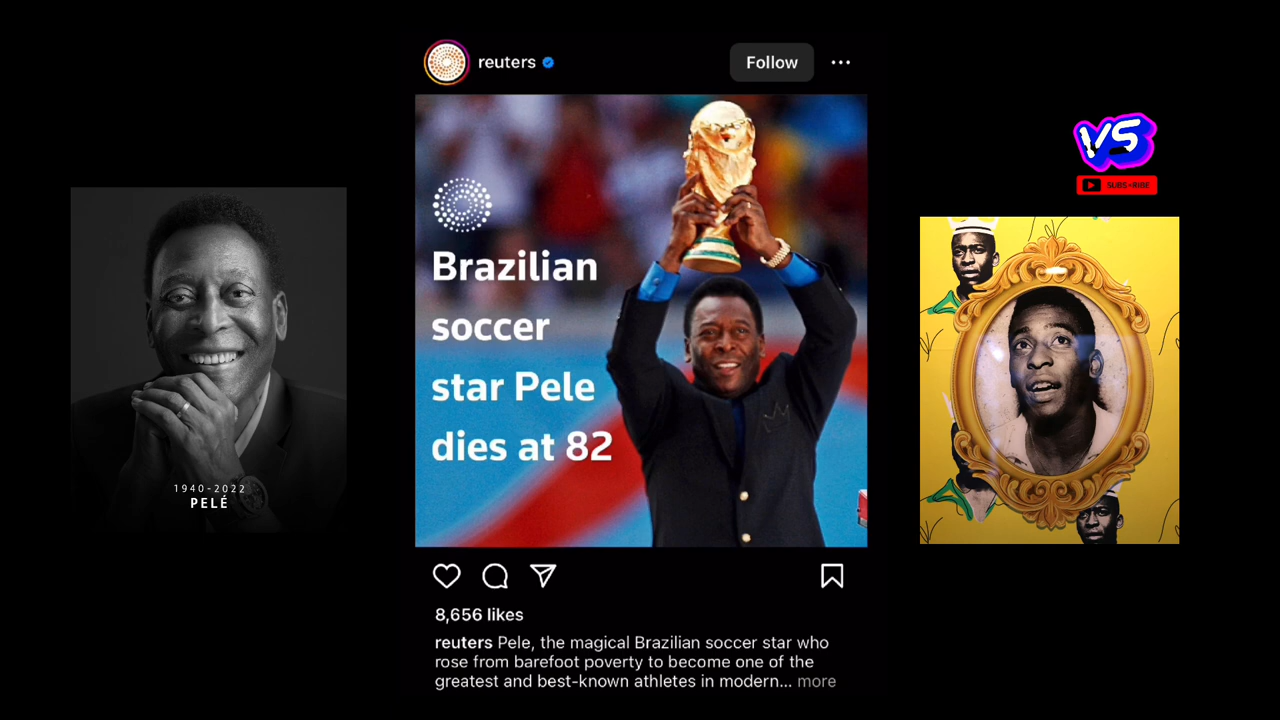 reuters
Follow
Brazilian
soccer
star Pele
dies at 82
8,656 likes
reuters Pele, the magical Brazilian soccer star who
rose from barefoot poverty to become one of the
greatest and best-known athletes in modern... more
1940-2022
PELÉ
VS
SUBSCRIBE